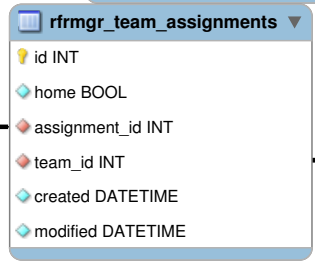 rfrmgr_team_assignments
id INT
home BOOL
assignment_id INT
team_id INT
created DATETIME
modified DATETIME